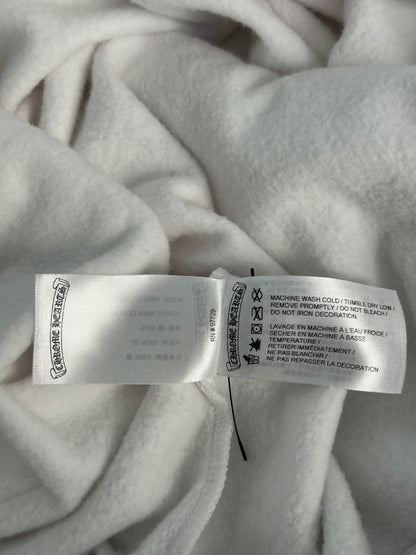 CHROME HEARTS
RN # 97729
CHROME HEARTS
MACHINE WASH COLD / TUMBLE DRY LOW /
REMOVE PROMPTLY / DO NOT BLEACH /
DO NOT IRON DECORATION
LAVAGE EN MACHINE À L'EAU FROIDE /
SÉCHER EN MACHINE À BASSE
TEMPÉRATURE /
RETIRER IMMÉDIATEMENT /
NE PAS BLANCHIR /
NE PAS REPASSER LA DECORATION